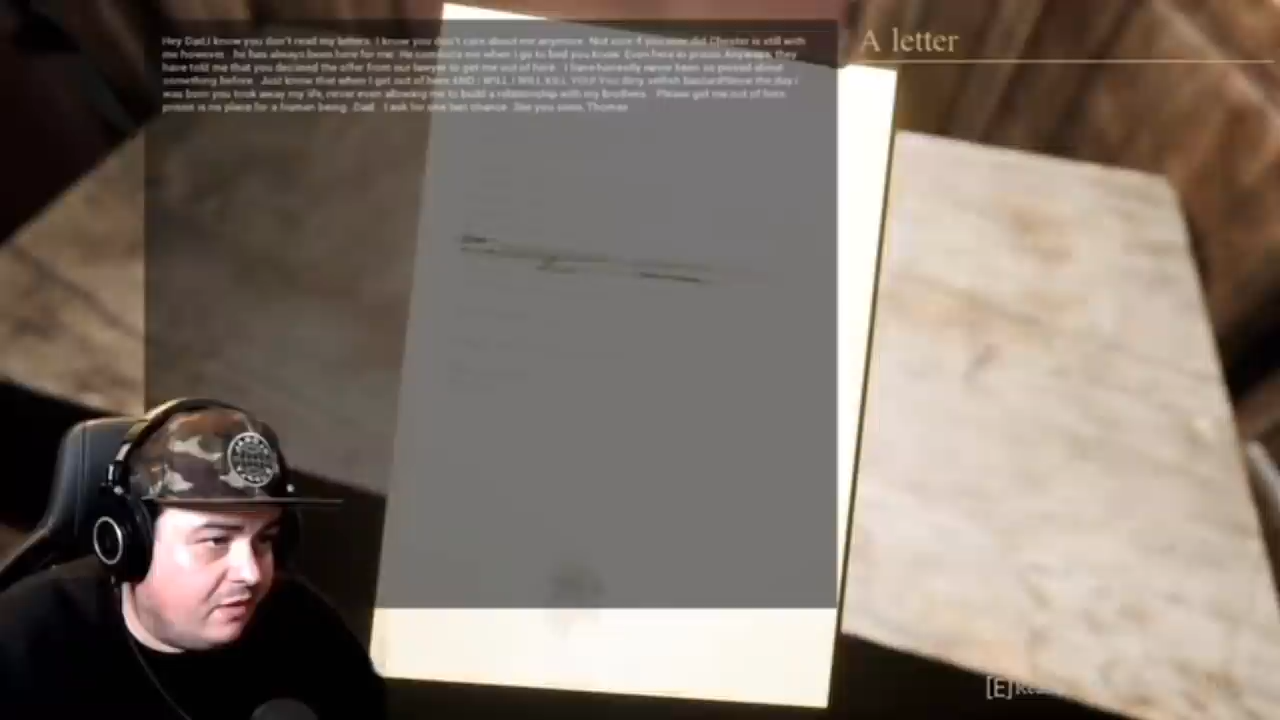 Hey Dad,I know you don't read my letters. I know you don't care about me anymore. Not sure if you ever did. Chester is still with
me however. he has always been here for me. He comforts me when I go to bed you know. Even here in prison. Anyways, they
have told me that you declined the offer from our lawyer to get me out of here. I have honestly never been so pissed about
something before. Just know that when I get out of here AND I WILL, I WILL KILL YOU! You dirty selfish bastard!Since the day I
was born you took away my life, never even allowing me to build a relationship with my brothers. Please get me out of here
prison is no place for a human being. Dad I ask for one last chance. See you soon, Thomas
A letter
[E]